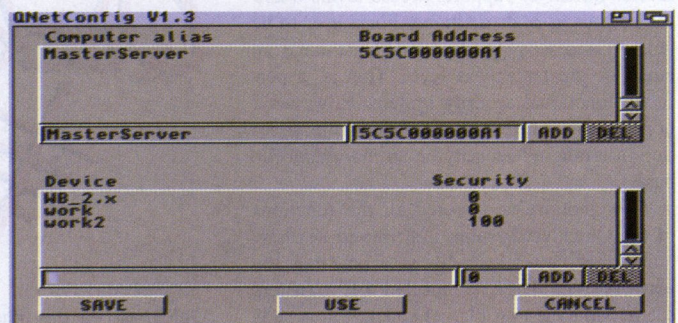 QNetConfig V1.3
Computer alias Board Address
MasterServer 5C5C000000A1
MasterServer 5C5C000000A1 ADD DEL
Device Security
WB_2.x 0
work 0
work2 100
0 ADD DEL
SAVE USE CANCEL